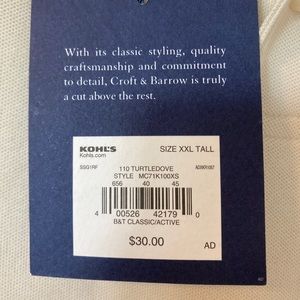 With its classic styling, quality
craftsmanship and commitment
to detail, Croft & Barrow is truly
a cut above the rest.
KOHL'S
Kohls.com
SIZE XXL TALL
SSG1RF
110 TURTLEDOVE
STYLE MC71K100XS
656 40 45
4 00526 42179 0
B&T CLASSIC/ACTIVE
$30.00
AD